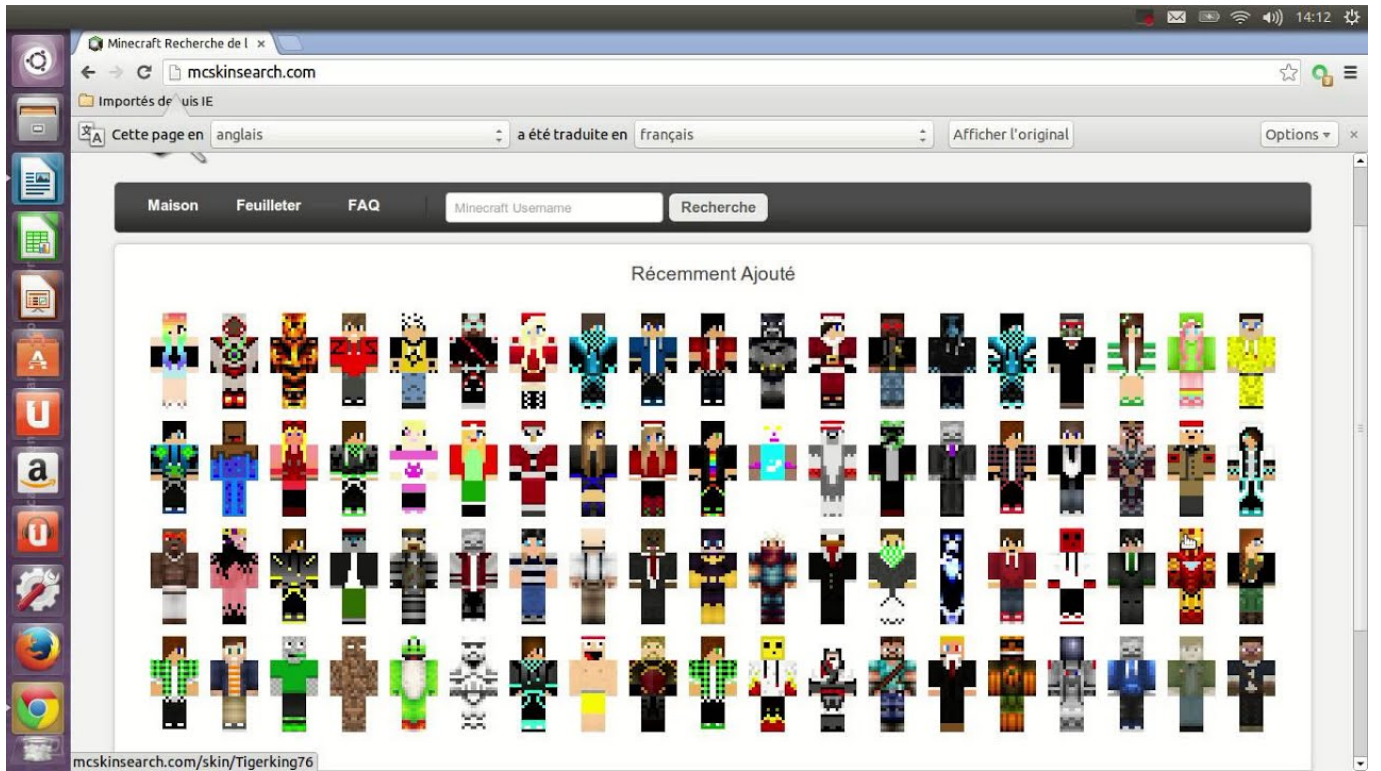 14:12
Minecraft Recherche de l
mcskinsearch.com
Importés depuis IE
Cette page en anglais a été traduite en français Afficher l'original Options
Maison Feuilleter FAQ Minecraft Username Recherche
Récemment Ajouté
mcskinsearch.com/skin/Tigerking76